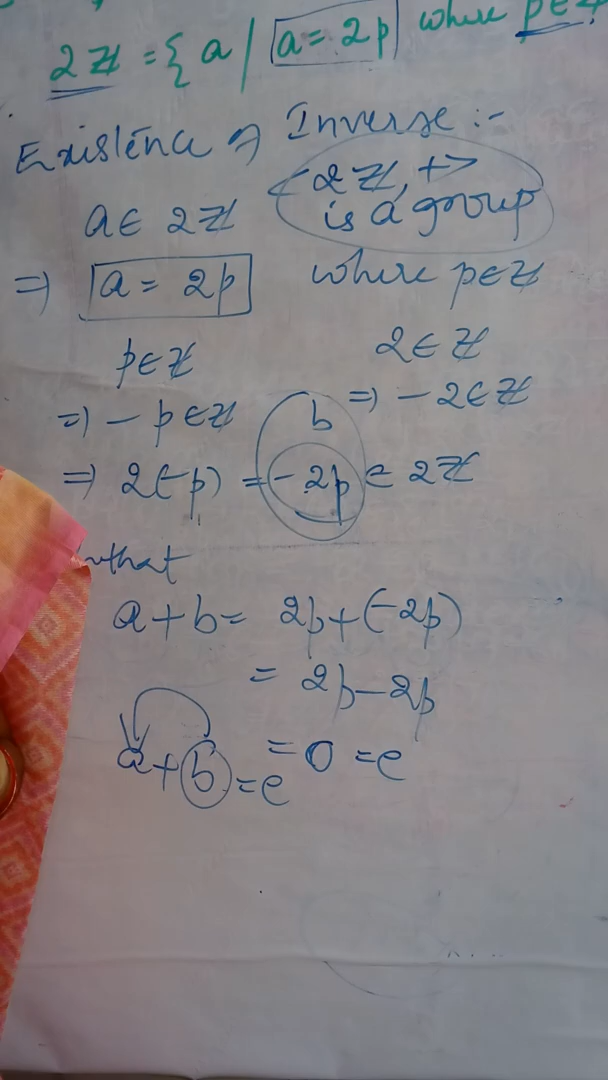 2ℤ = { a / a = 2p where p ∈ ℤ
Existence of Inverse :-
a ∈ 2ℤ
<2ℤ, +>
is a group
⇒ a = 2p where p ∈ ℤ
p ∈ ℤ 2 ∈ ℤ
⇒ - p ∈ ℤ b ⇒ - 2 ∈ ℤ
⇒ 2(-p) = -2p ∈ 2ℤ
that
a + b = 2p + (-2p)
= 2p - 2p
= 0 = e
a + b = e